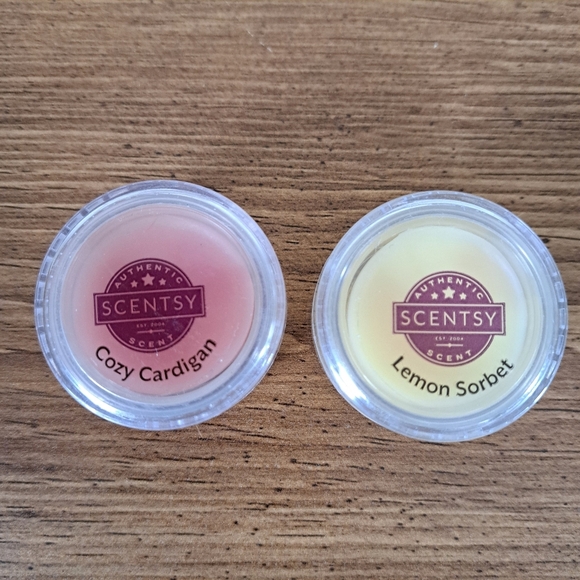 AUTHENTIC
SCENTSY
EST. 2004
SCENT
Cozy Cardigan
AUTHENTIC
SCENTSY
EST. 2004
SCENT
Lemon Sorbet